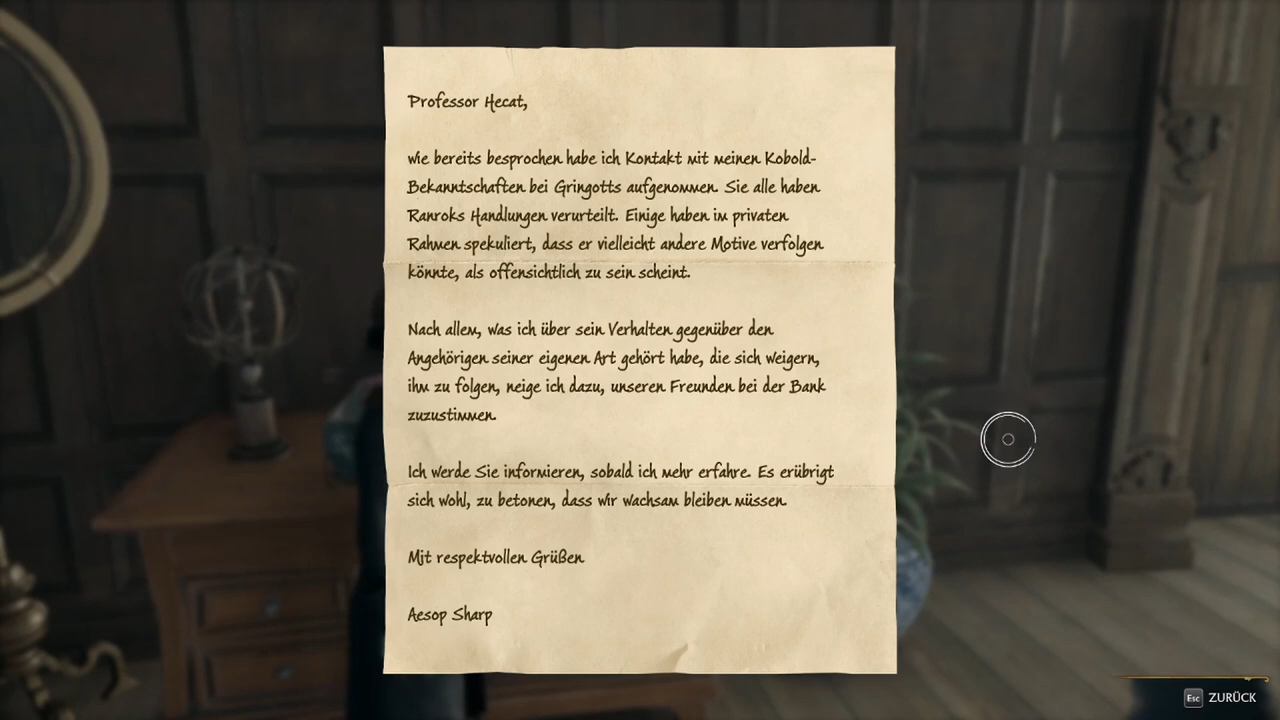 Professor Hecat,
wie bereits besprochen habe ich Kontakt mit meinen Kobold-
Bekanntschaften bei Gringotts aufgenommen. Sie alle haben
Ranroks Handlungen verurteilt. Einige haben im privaten
Rahmen spekuliert, dass er vielleicht andere Motive verfolgen
könnte, als offensichtlich zu sein scheint.
Nach allem, was ich über sein Verhalten gegenüber den
Angehörigen seiner eigenen Art gehört habe, die sich weigern,
ihm zu folgen, neige ich dazu, unseren Freunden bei der Bank
zuzustimmen.
Ich werde Sie informieren, sobald ich mehr erfahre. Es erübrigt
sich wohl, zu betonen, dass wir wachsam bleiben müssen.
Mit respektvollen Grüßen
Aesop Sharp
Esc ZURÜCK